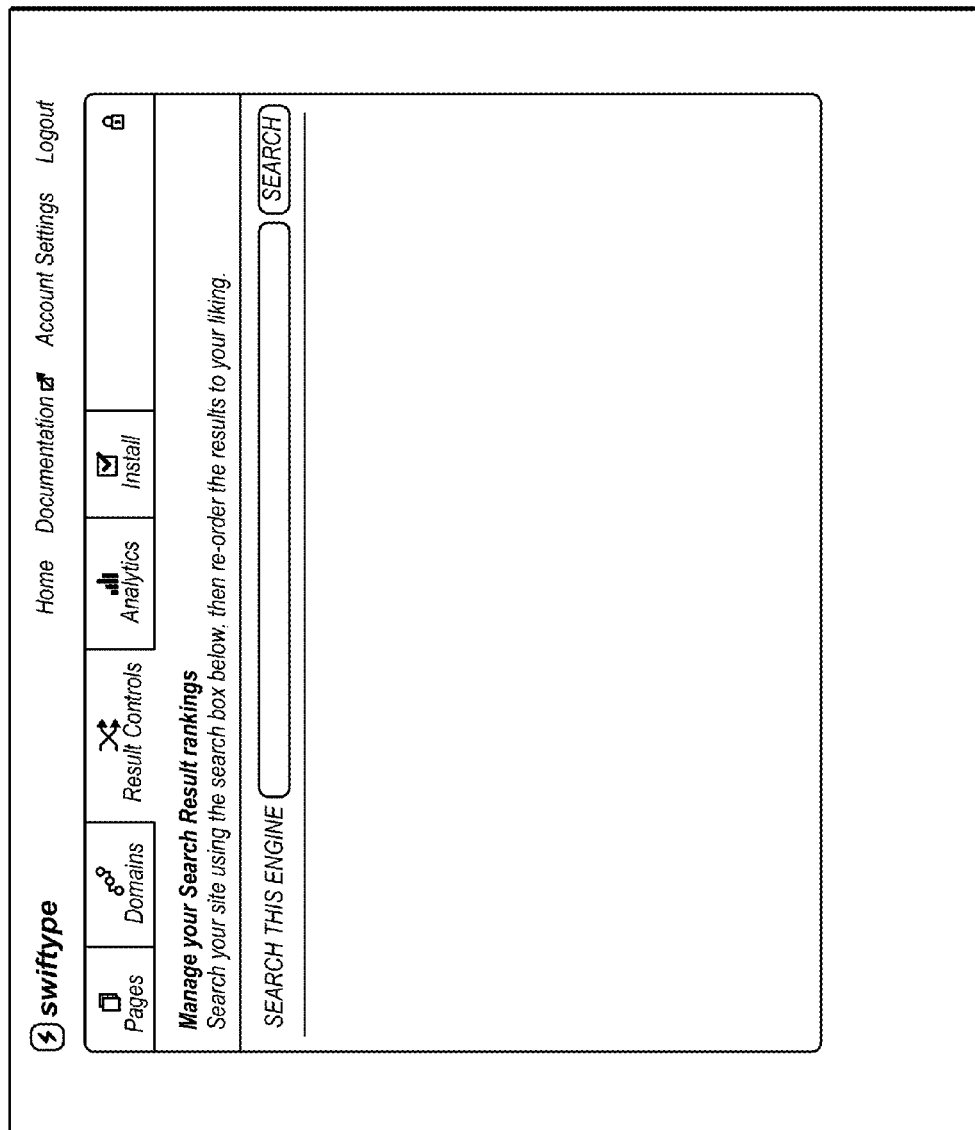 swiftype Home Documentation Account Settings Logout
Pages Domains Result Controls Analytics Install
Manage your Search Result rankings
Search your site using the search box below, then re-order the results to your liking.
SEARCH THIS ENGINE SEARCH